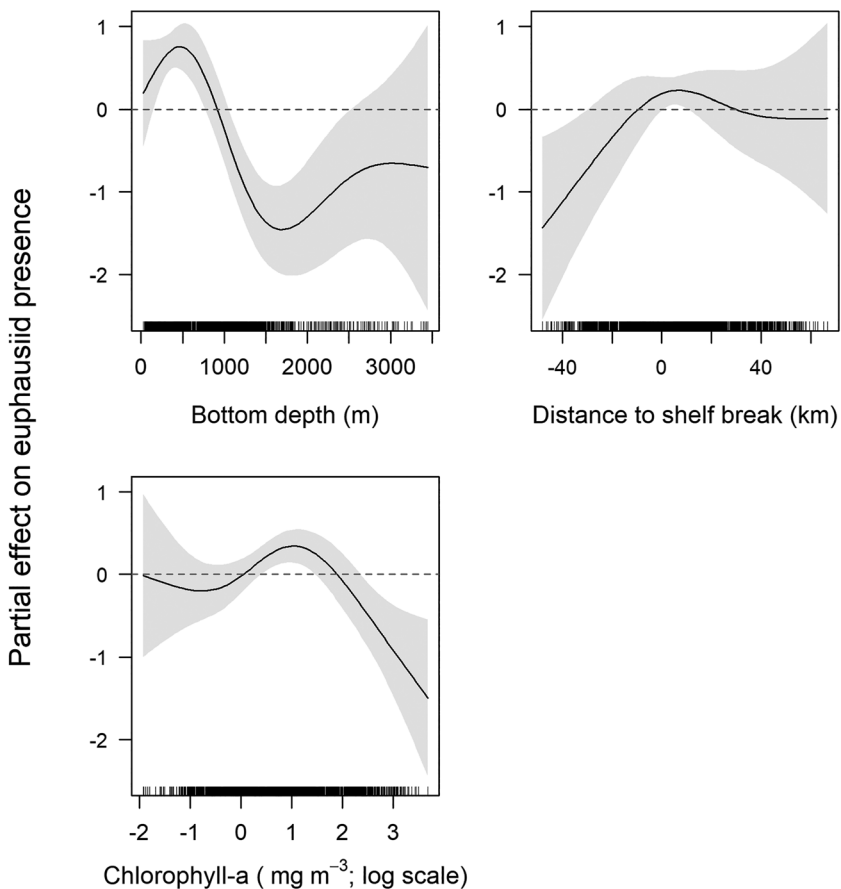 Partial effect on euphausiid presence
1
0
-1
-2
0 1000 2000 3000
Bottom depth (m)
1
0
-1
-2
-40 0 40
Distance to shelf break (km)
1
0
-1
-2
-2 -1 0 1 2 3
Chlorophyll-a ( mg m⁻³; log scale)